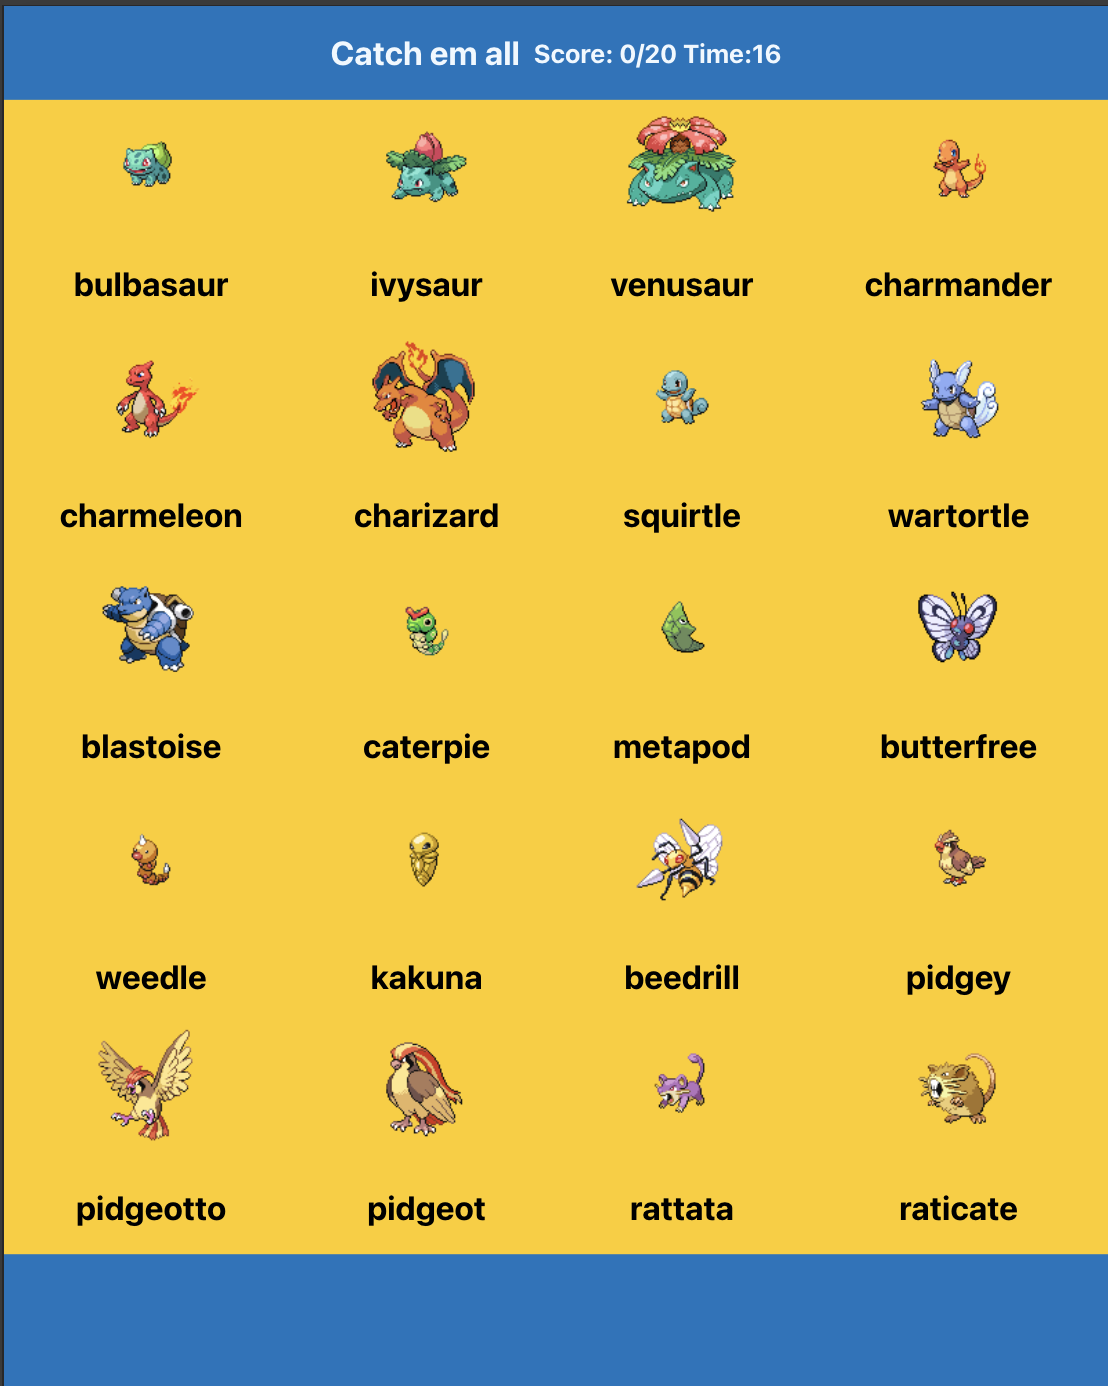 Catch em all Score: 0/20 Time:16
bulbasaur ivysaur venusaur charmander
charmeleon charizard squirtle wartortle
blastoise caterpie metapod butterfree
weedle kakuna beedrill pidgey
pidgeotto pidgeot rattata raticate